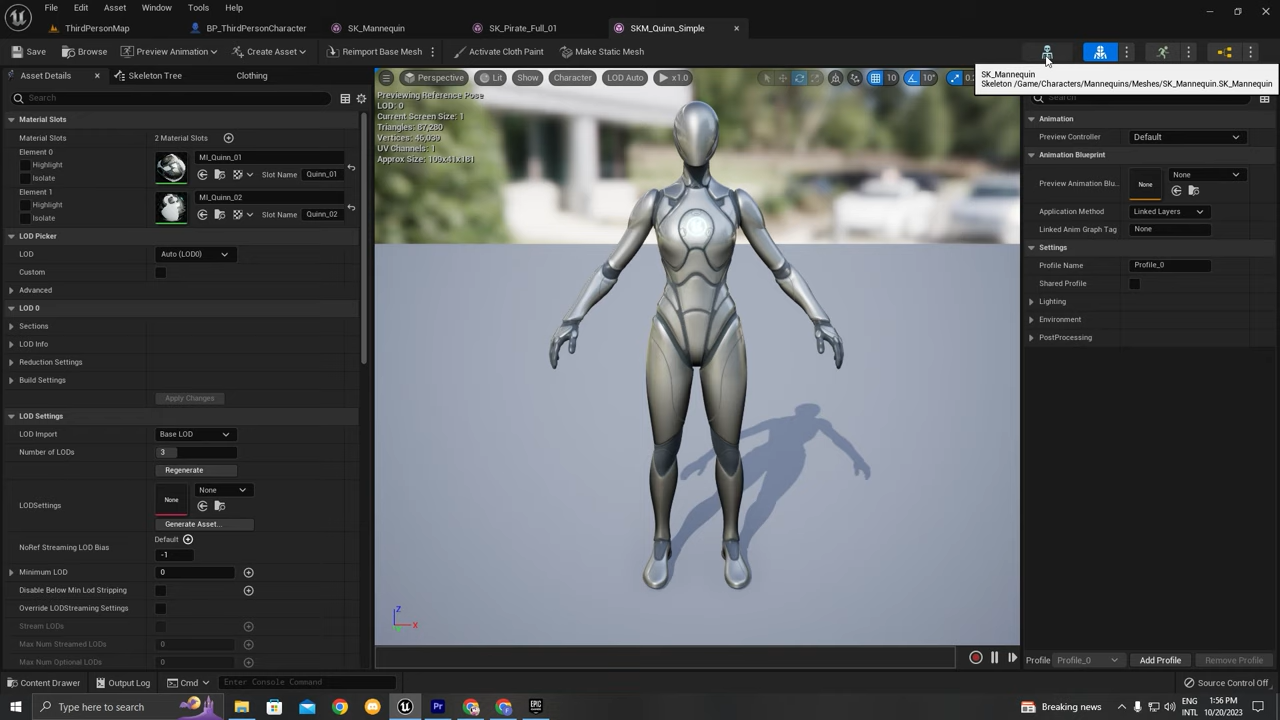 File Edit Asset Window Tools Help
ThirdPersonMap BP_ThirdPersonCharacter SK_Mannequin SK_Pirate_Full_01 SKM_Quinn_Simple
Save Browse Preview Animation Create Asset Reimport Base Mesh Activate Cloth Paint Make Static Mesh
SK_Mannequin
Skeleton /Game/Characters/Mannequins/Meshes/SK_Mannequin.SK_Mannequin
Asset Details Skeleton Tree Clothing
Search
Material Slots
Material Slots 2 Material Slots
Element 0
Highlight
Isolate
MI_Quinn_01
Slot Name Quinn_01
Element 1
Highlight
Isolate
MI_Quinn_02
Slot Name Quinn_02
LOD Picker
LOD Auto (LOD0)
Custom
Advanced
LOD 0
Sections
LOD Info
Reduction Settings
Build Settings
Apply Changes
LOD Settings
LOD Import Base LOD
Number of LODs 3
Regenerate
LODSettings None None
Generate Asset...
NoRef Streaming LOD Bias Default
-1
Minimum LOD 0
Disable Below Min Lod Stripping
Override LODStreaming Settings
Stream LODs
Max Num Streamed LODs 0
Max Num Optional LODs 0
Perspective Lit Show Character LOD Auto x1.0 10 10°
Previewing Reference Pose
LOD: 0
Current Screen Size: 1
Triangles: 87,280
Vertices: 46,039
UV Channels: 1
Approx Size: 109x41x181
Z
X
Search
Animation
Preview Controller Default
Animation Blueprint
Preview Animation Blu... None None
Application Method Linked Layers
Linked Anim Graph Tag None
Settings
Profile Name Profile_0
Shared Profile
Lighting
Environment
PostProcessing
Profile Profile_0 Add Profile Remove Profile
Content Drawer Output Log Cmd Enter Console Command Source Control Off
Type here to search Pr EPIC Breaking news ENG 1:56 PM
INTL 10/20/2023